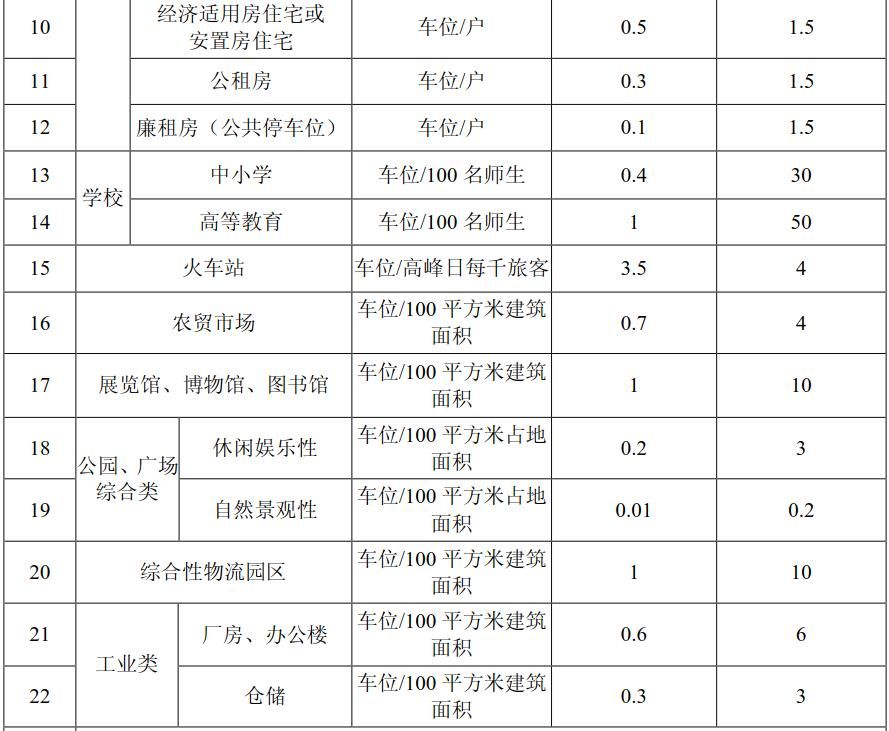 10
经济适用房住宅或
安置房住宅
车位/户
0.5
1.5
11
公租房
车位/户
0.3
1.5
12
廉租房（公共停车位）
车位/户
0.1
1.5
学校
13
中小学
车位/100 名师生
0.4
30
14
高等教育
车位/100 名师生
1
50
15
火车站
车位/高峰日每千旅客
3.5
4
16
农贸市场
车位/100 平方米建筑
面积
0.7
4
17
展览馆、博物馆、图书馆
车位/100 平方米建筑
面积
1
10
公园、广场
综合类
18
休闲娱乐性
车位/100 平方米占地
面积
0.2
3
19
自然景观性
车位/100 平方米占地
面积
0.01
0.2
20
综合性物流园区
车位/100 平方米建筑
面积
1
10
工业类
21
厂房、办公楼
车位/100 平方米建筑
面积
0.6
6
22
仓储
车位/100 平方米建筑
面积
0.3
3